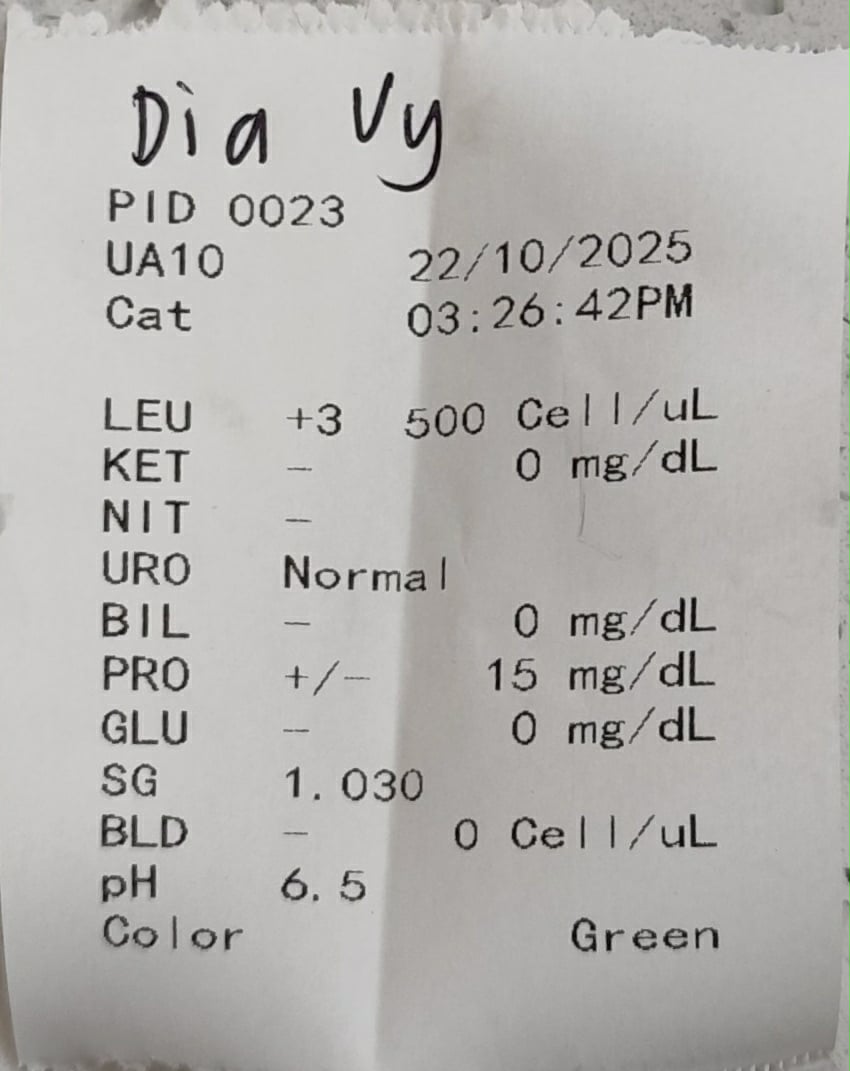 Dìa Vy
PID 0023
UA10 22/10/2025
Cat 03:26:42PM
LEU +3 500 Cell/uL
KET - 0 mg/dL
NIT -
URO Normal
BIL - 0 mg/dL
PRO +/- 15 mg/dL
GLU - 0 mg/dL
SG 1.030
BLD - 0 Cell/uL
pH 6.5
Color Green